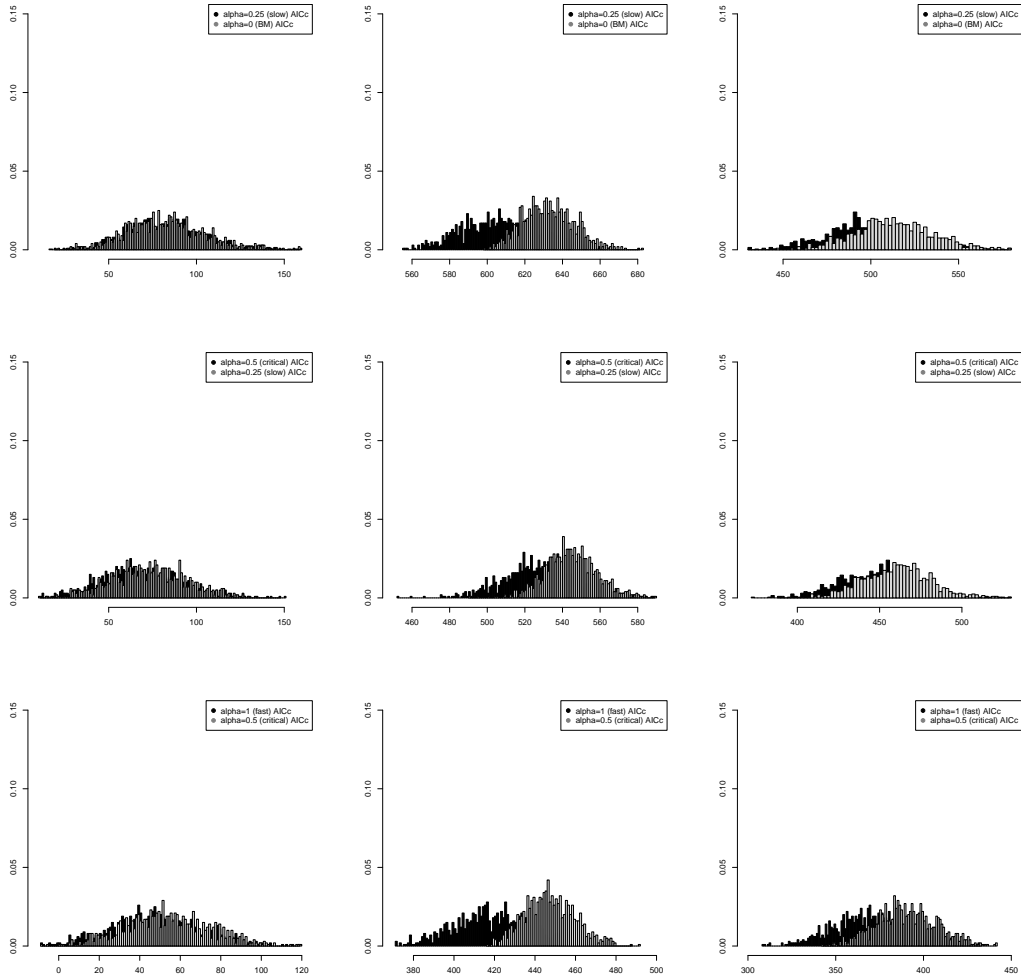 alpha=0.25 (slow) AICc
alpha=0 (BM) AICc
0.00 0.05 0.10 0.15
50 100 150
alpha=0.25 (slow) AICc
alpha=0 (BM) AICc
0.00 0.05 0.10 0.15
560 580 600 620 640 660 680
alpha=0.25 (slow) AICc
alpha=0 (BM) AICc
0.00 0.05 0.10 0.15
450 500 550
alpha=0.5 (critical) AICc
alpha=0.25 (slow) AICc
0.00 0.05 0.10 0.15
50 100 150
alpha=0.5 (critical) AICc
alpha=0.25 (slow) AICc
0.00 0.05 0.10 0.15
460 480 500 520 540 560 580
alpha=0.5 (critical) AICc
alpha=0.25 (slow) AICc
0.00 0.05 0.10 0.15
400 450 500
alpha=1 (fast) AICc
alpha=0.5 (critical) AICc
0.00 0.05 0.10 0.15
0 20 40 60 80 100 120
alpha=1 (fast) AICc
alpha=0.5 (critical) AICc
0.00 0.05 0.10 0.15
380 400 420 440 460 480 500
alpha=1 (fast) AICc
alpha=0.5 (critical) AICc
0.00 0.05 0.10 0.15
300 350 400 450